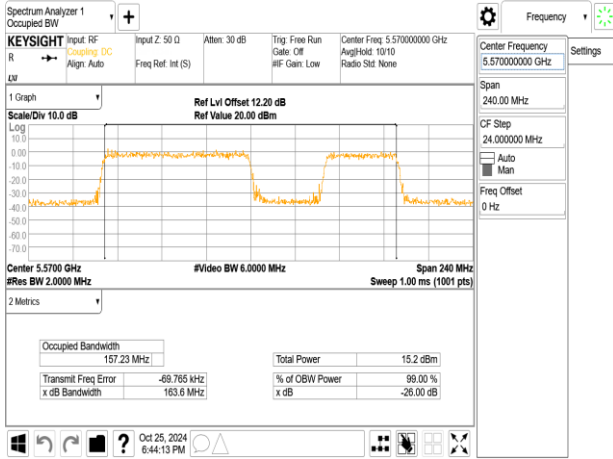 Spectrum Analyzer 1
Occupied BW
Frequency
KEYSIGHT
R
LXI
Input: RF
Coupling: DC
Align: Auto
Input Z: 50 Ω
Freq Ref: Int (S)
Atten: 30 dB
Trig: Free Run
Gate: Off
#IF Gain: Low
Center Freq: 5.570000000 GHz
Avg|Hold: 10/10
Radio Std: None
Center Frequency
5.570000000 GHz
Settings
Span
240.00 MHz
CF Step
24.000000 MHz
Auto
Man
Freq Offset
0 Hz
1 Graph
Scale/Div 10.0 dB
Ref Lvl Offset 12.20 dB
Ref Value 20.00 dBm
Log
10.0
0.00
-10.0
-20.0
-30.0
-40.0
-50.0
-60.0
-70.0
Center 5.5700 GHz
#Video BW 6.0000 MHz
Span 240 MHz
#Res BW 2.0000 MHz
Sweep 1.00 ms (1001 pts)
2 Metrics
Occupied Bandwidth
157.23 MHz
Total Power 15.2 dBm
Transmit Freq Error -69.765 kHz
% of OBW Power 99.00 %
x dB Bandwidth 163.6 MHz
x dB -26.00 dB
?
Oct 25, 2024
6:44:13 PM